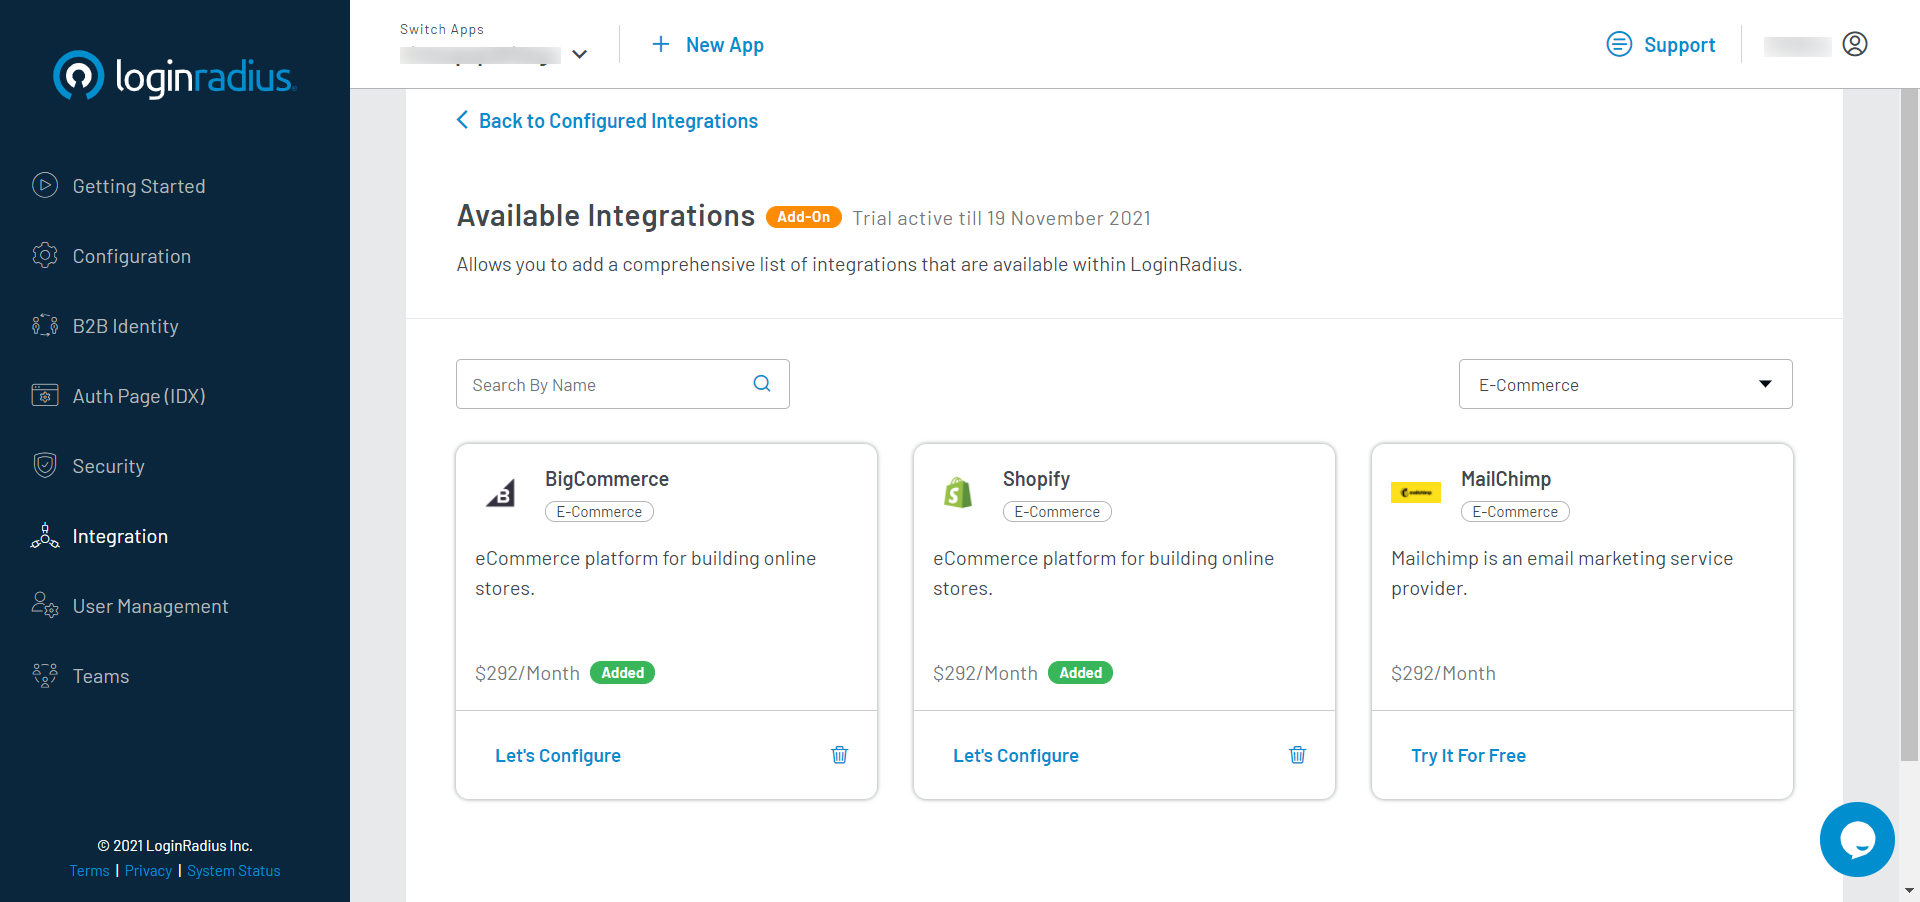 loginradius
Getting Started
Configuration
B2B Identity
Auth Page (IDX)
Security
Integration
User Management
Teams
© 2021 LoginRadius Inc.
Terms | Privacy | System Status
Switch Apps
New App
Support
Back to Configured Integrations
Available Integrations Add-On Trial active till 19 November 2021
Allows you to add a comprehensive list of integrations that are available within LoginRadius.
Search By Name
E-Commerce
B
BigCommerce
E-Commerce
eCommerce platform for building online
stores.
$292/Month Added
Let's Configure
S
Shopify
E-Commerce
eCommerce platform for building online
stores.
$292/Month Added
Let's Configure
mailchimp
MailChimp
E-Commerce
Mailchimp is an email marketing service
provider.
$292/Month
Try It For Free